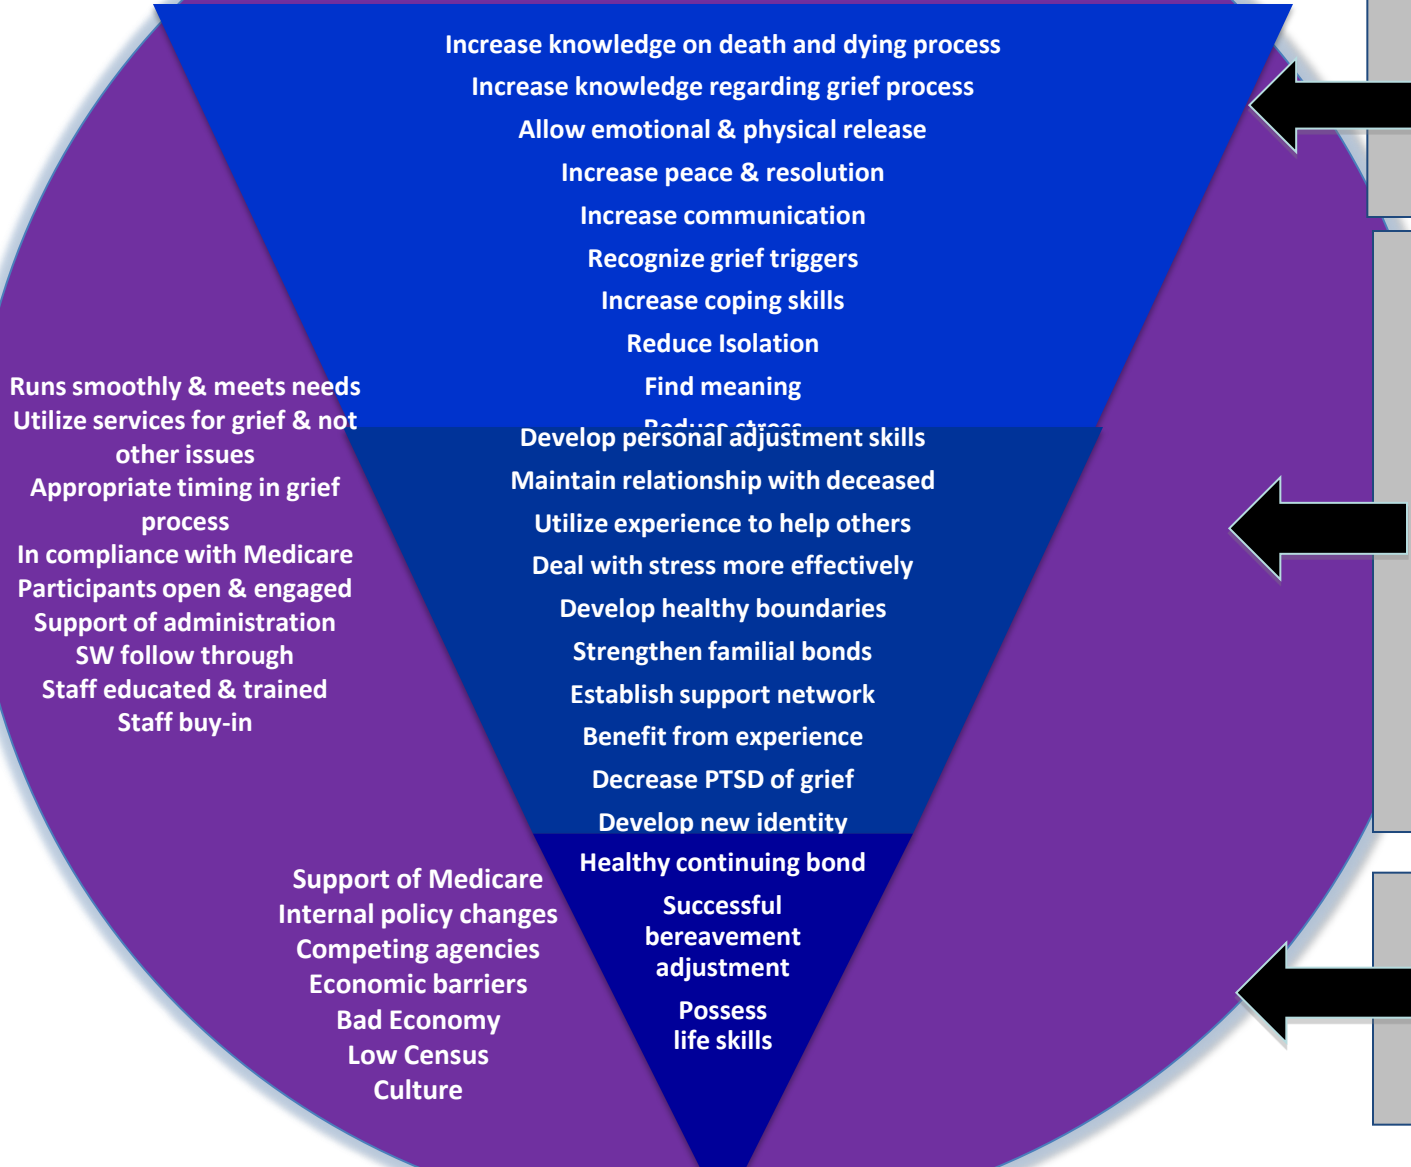 Increase knowledge on death and dying process
Increase knowledge regarding grief process
Allow emotional & physical release
Increase peace & resolution
Increase communication
Recognize grief triggers
Increase coping skills
Reduce Isolation
Find meaning
Reduce stress
Develop personal adjustment skills
Maintain relationship with deceased
Utilize experience to help others
Deal with stress more effectively
Develop healthy boundaries
Strengthen familial bonds
Establish support network
Benefit from experience
Decrease PTSD of grief
Develop new identity
Healthy continuing bond
Successful
bereavement
adjustment
Possess
life skills
Runs smoothly & meets needs
Utilize services for grief & not
other issues
Appropriate timing in grief
process
In compliance with Medicare
Participants open & engaged
Support of administration
SW follow through
Staff educated & trained
Staff buy-in
Support of Medicare
Internal policy changes
Competing agencies
Economic barriers
Bad Economy
Low Census
Culture